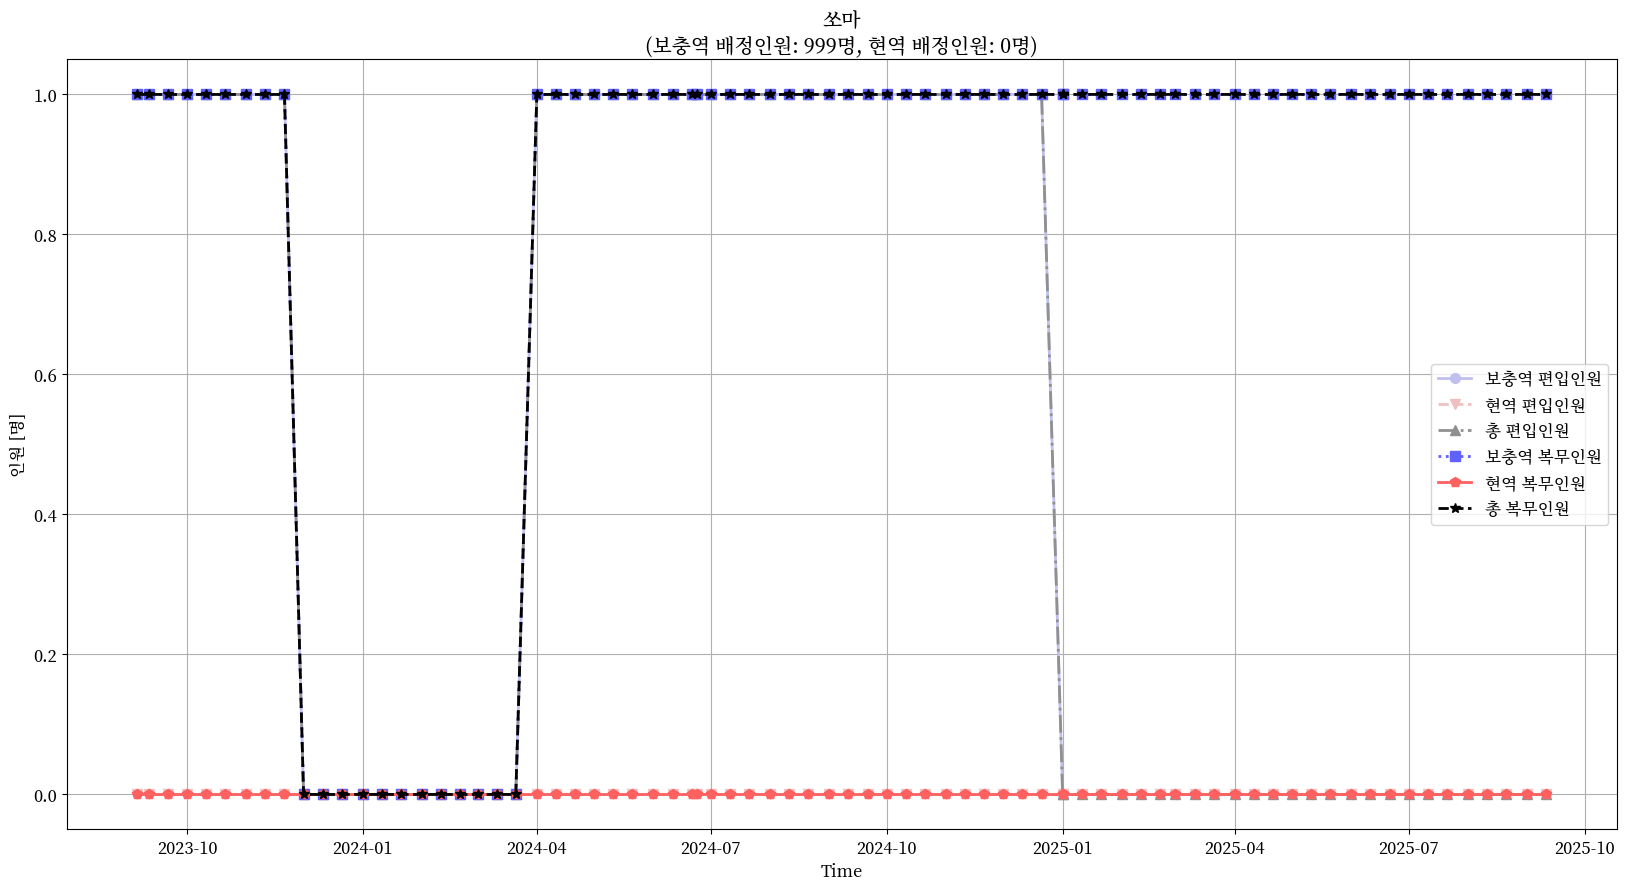 쏘마
(보충역 배정인원: 999명, 현역 배정인원: 0명)
인원 [명]
1.0
0.8
0.6
0.4
0.2
0.0
보충역 편입인원
현역 편입인원
총 편입인원
보충역 복무인원
현역 복무인원
총 복무인원
2023-10 2024-01 2024-04 2024-07 2024-10 2025-01 2025-04 2025-07 2025-10
Time